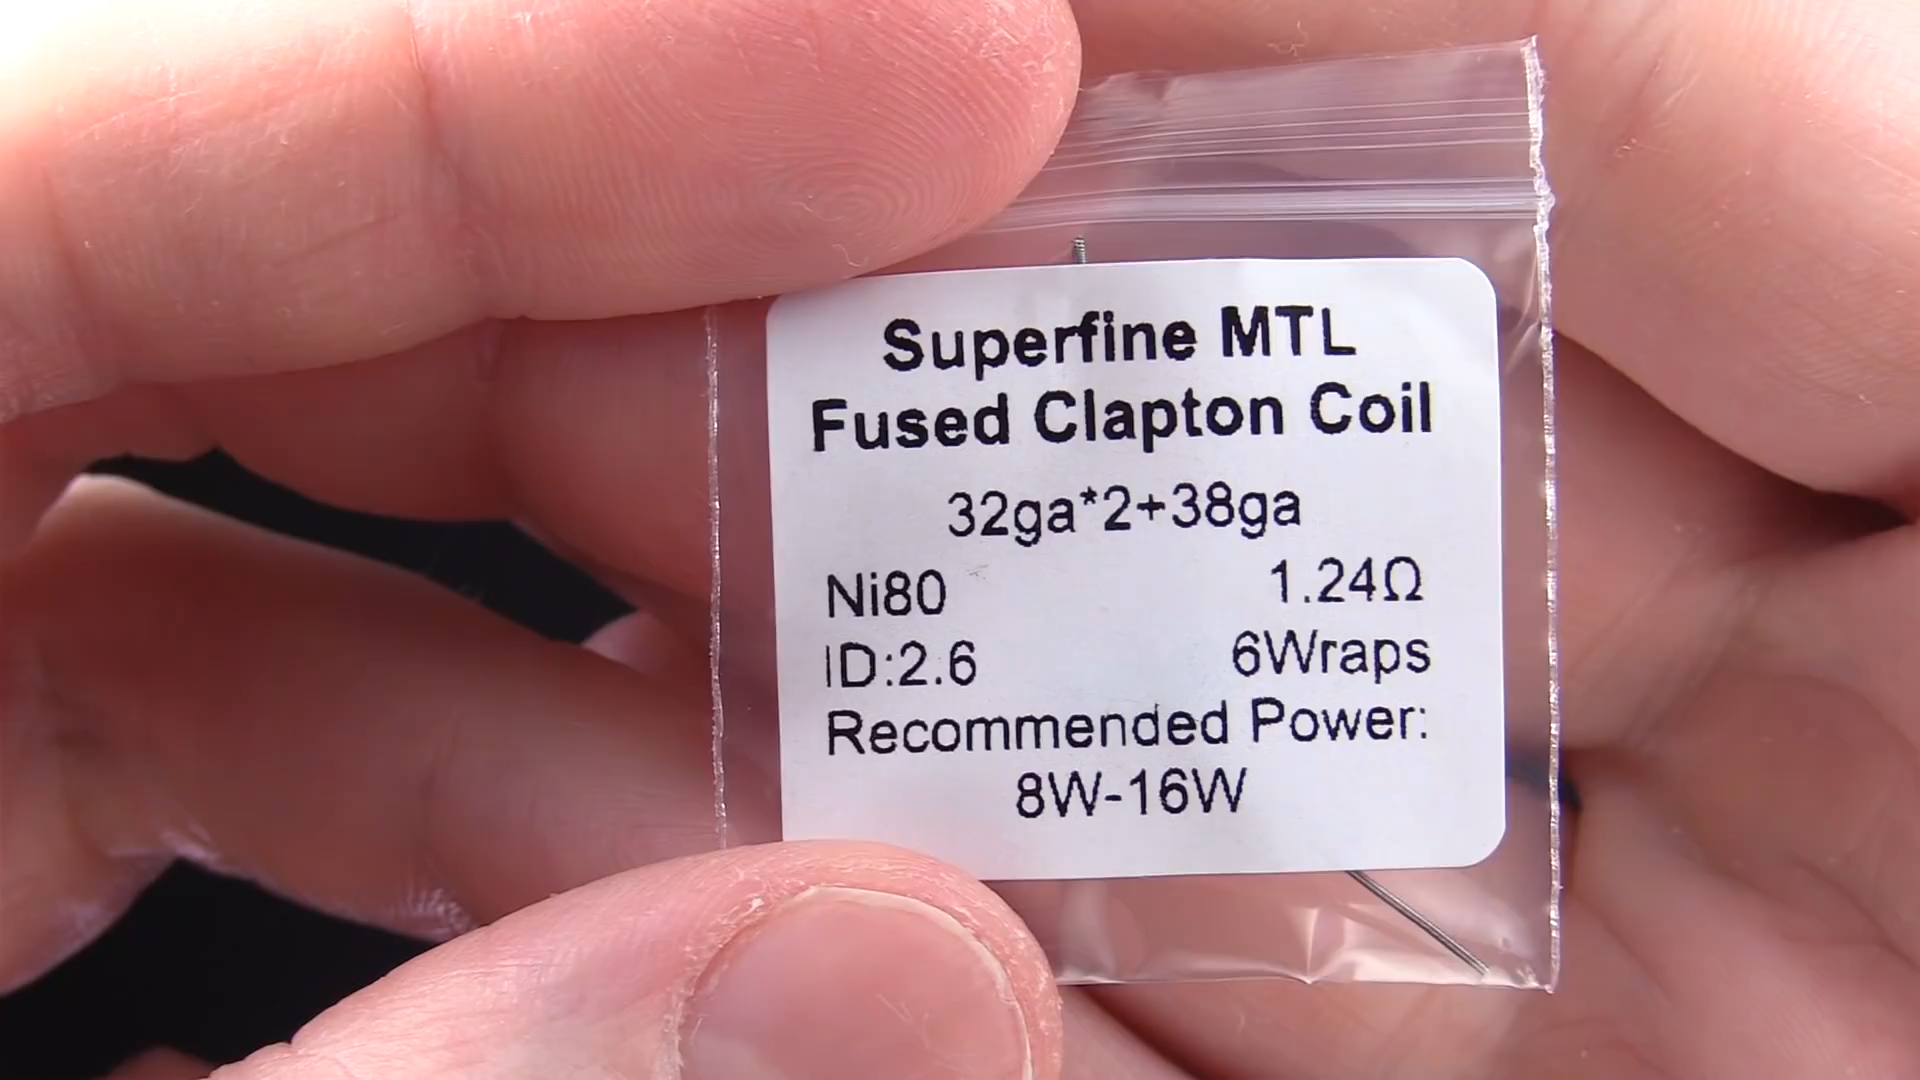 Superfine MTL
Fused Clapton Coil
32ga*2+38ga
Ni80 1.24Ω
ID:2.6 6Wraps
Recommended Power:
8W-16W